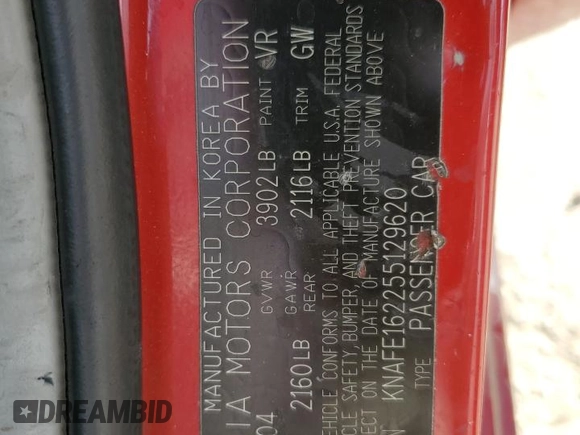 MANUFACTURED IN KOREA BY
IA MOTORS CORPORATION
04 GVWR 3902LB PAINT VR
GAWR
2160LB REAR 2116LB TRIM GW
EHICLE CONFORMS TO ALL APPLICABLE U.S.A. FEDERAL
CLE SAFETY, BUMPER, AND THEFT PREVENTION STANDARDS
ECT ON THE DATE OF MANUFACTURE SHOWN ABOVE
KNAFE162255129620
TYPE PASSENGER CAR
DREAMBID